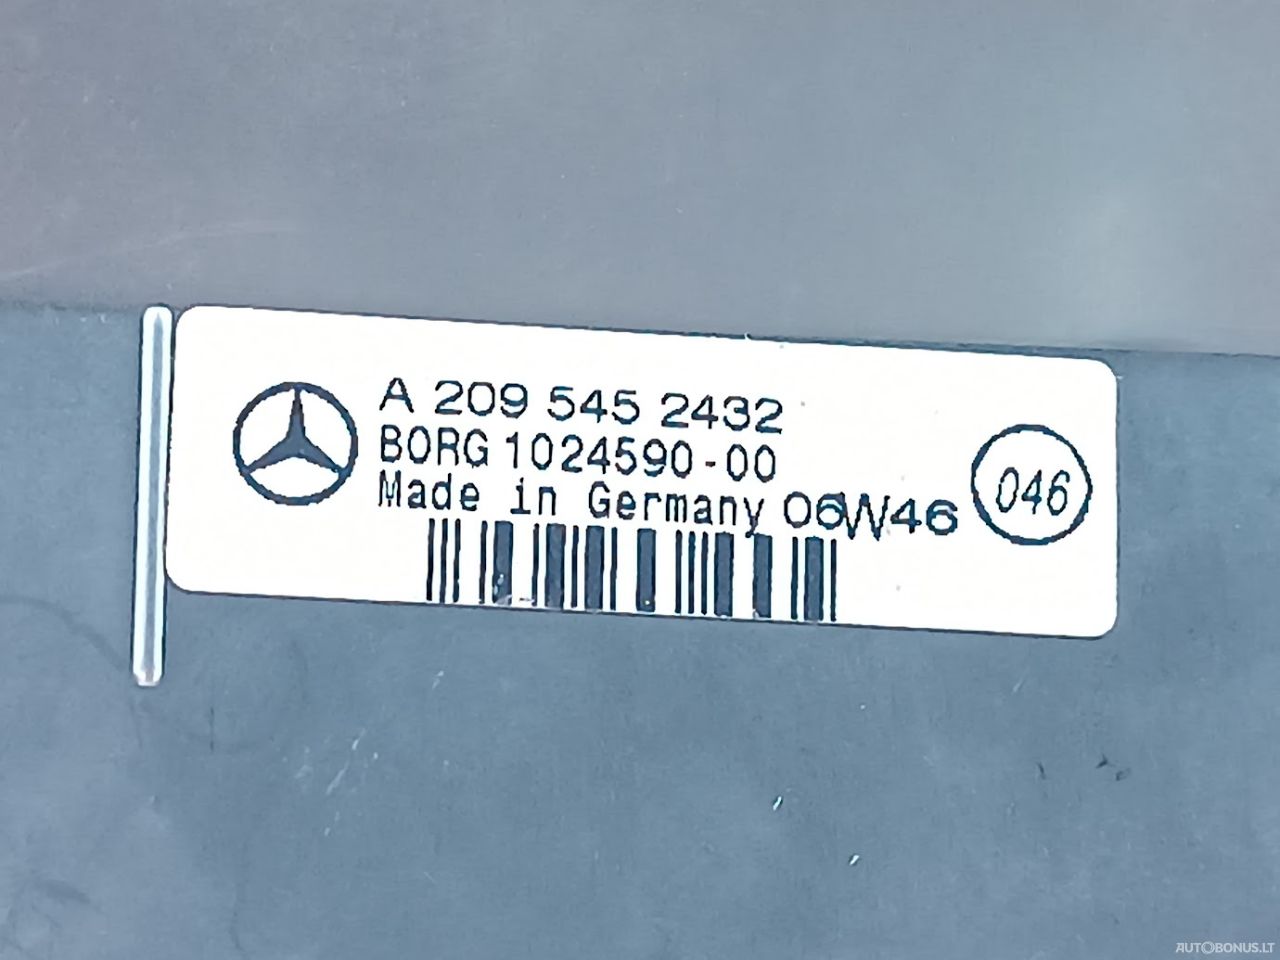 A 209 545 2432
BORG 1024590-00
Made in Germany 06W46
046
AUTOBONUS.LT